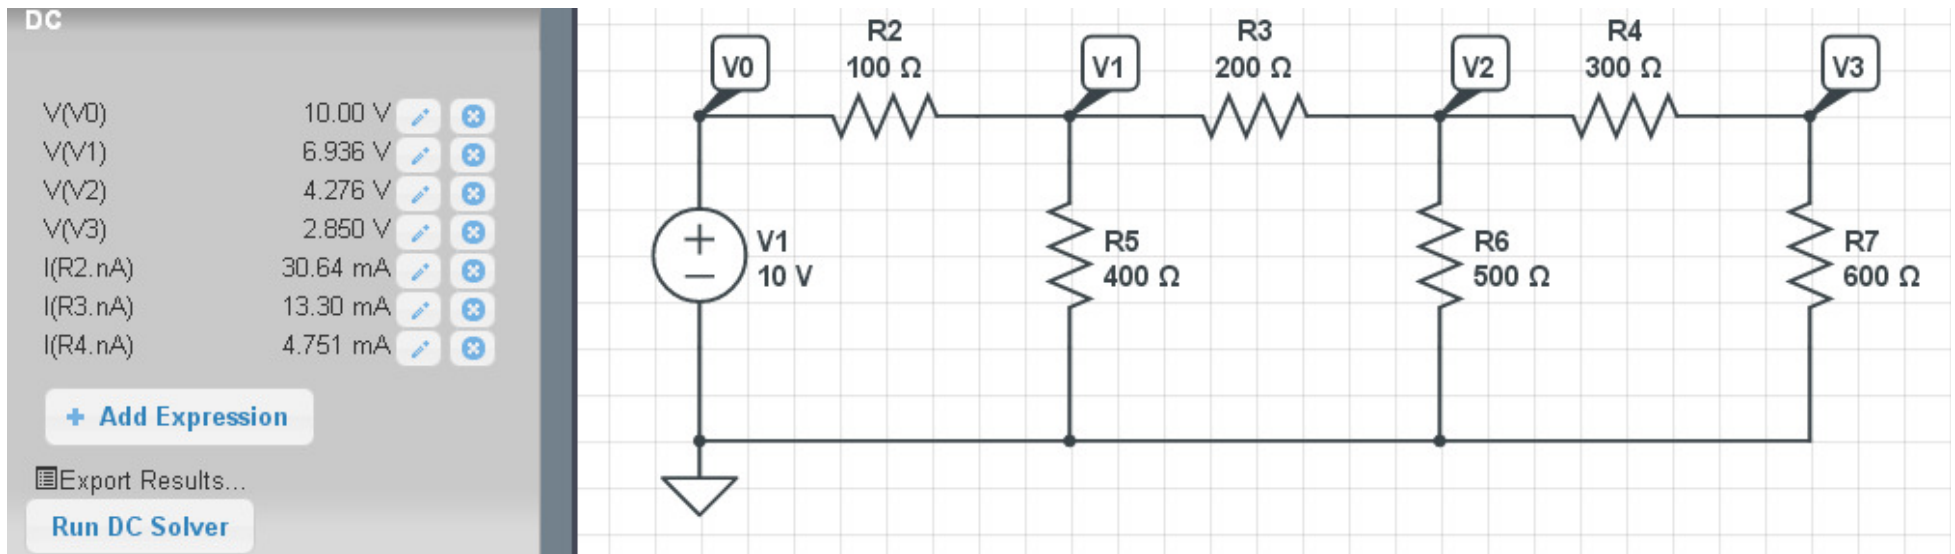 DC
V(V0) 10.00 V
V(V1) 6.936 V
V(V2) 4.276 V
V(V3) 2.850 V
I(R2.nA) 30.64 mA
I(R3.nA) 13.30 mA
I(R4.nA) 4.751 mA
+ Add Expression
Export Results...
Run DC Solver
R2
100 Ω
R3
200 Ω
R4
300 Ω
V0
V1
V2
V3
V1
10 V
R5
400 Ω
R6
500 Ω
R7
600 Ω